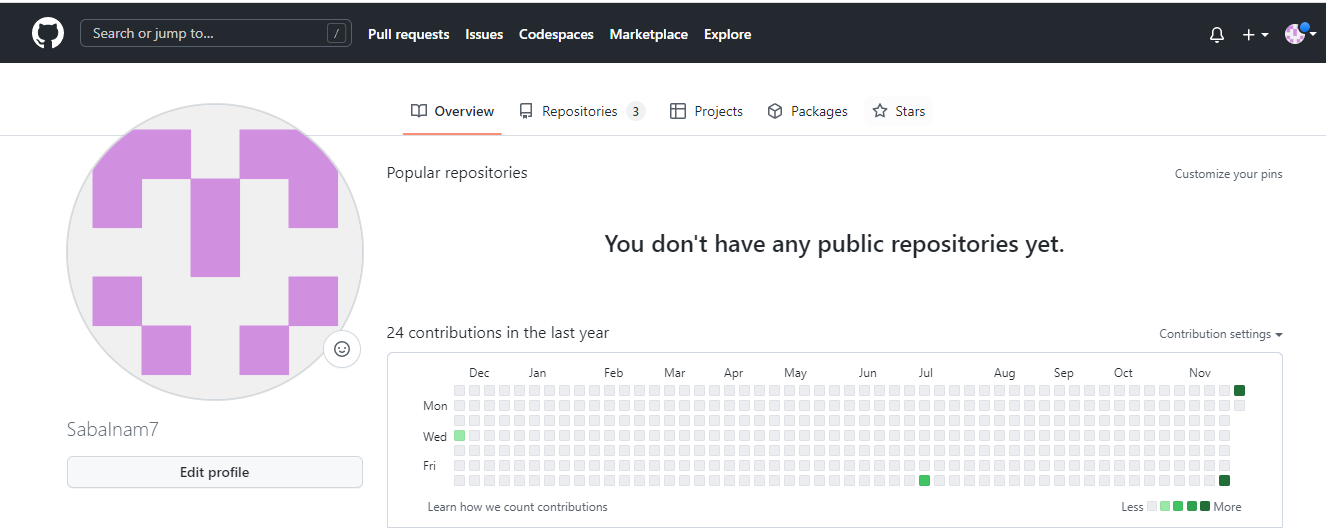 Search or jump to... / Pull requests Issues Codespaces Marketplace Explore
Overview Repositories 3 Projects Packages Stars
Popular repositories Customize your pins
You don't have any public repositories yet.
24 contributions in the last year Contribution settings
Dec Jan Feb Mar Apr May Jun Jul Aug Sep Oct Nov
Mon
Wed
Fri
Learn how we count contributions Less More
SabaInam7
Edit profile